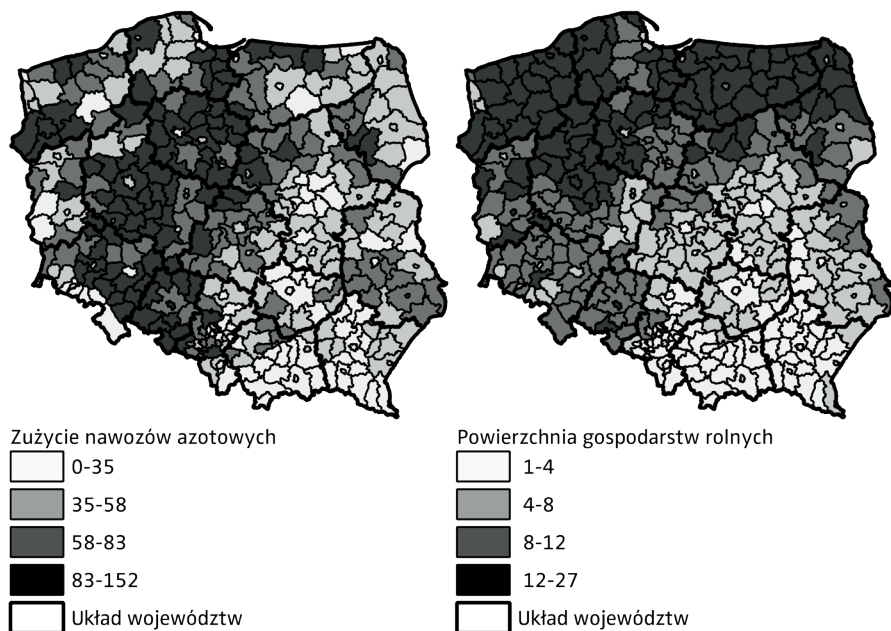 Zużycie nawozów azotowych
0-35
35-58
58-83
83-152
Układ województw
Powierzchnia gospodarstw rolnych
1-4
4-8
8-12
12-27
Układ województw